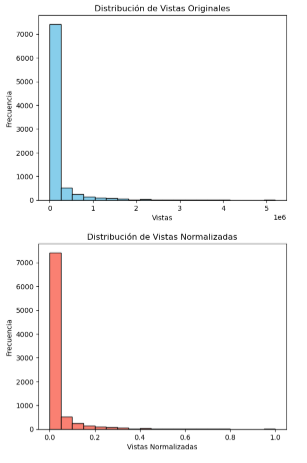 Distribución de Vistas Originales
7000
6000
5000
4000
3000
2000
1000
0
Frecuencia
0 1 2 3 4 5
1e6
Vistas
Distribución de Vistas Normalizadas
7000
6000
5000
4000
3000
2000
1000
0
Frecuencia
0.0 0.2 0.4 0.6 0.8 1.0
Vistas Normalizadas